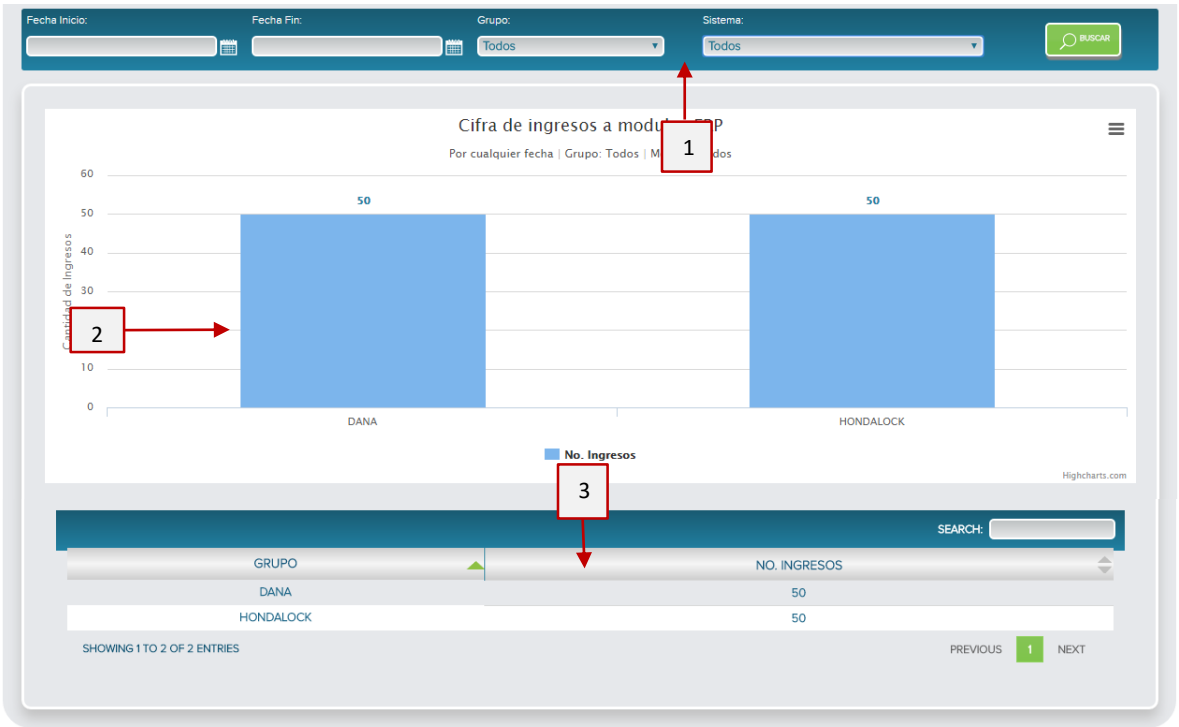 Fecha Inicio: Fecha Fin: Grupo: Sistema:
Todos Todos BUSCAR
Cifra de ingresos a P
1
Por cualquier fecha | Grupo: Todos |
60
50 50
50
40
30
10
0
Cantidad de Ingresos
2
DANA HONDALOCK
No. Ingresos
Highcharts.com
3
SEARCH:
GRUPO NO. INGRESOS
DANA 50
HONDALOCK 50
SHOWING 1 TO 2 OF 2 ENTRIES PREVIOUS 1 NEXT